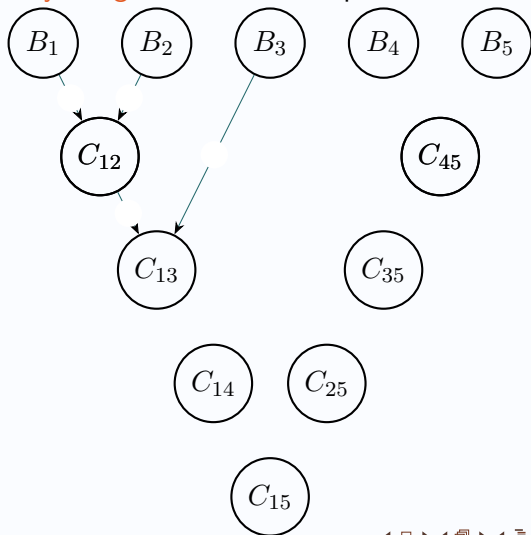 B₁ B₂ B₃ B₄ B₅
C₁₂ C₄₅
C₁₃ C₃₅
C₁₄ C₂₅
C₁₅